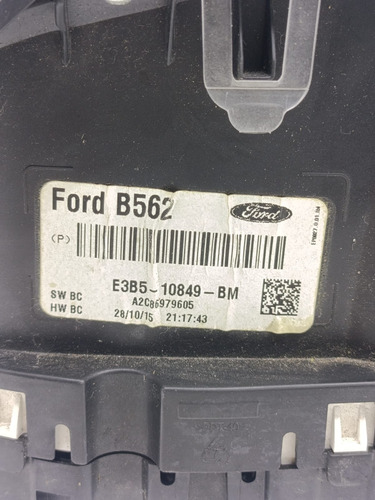 Ford B562
Ford
(P)
E3B5-10849-BM
A2C86979605
SW BC
HW BC
28/10/15 21:17:43